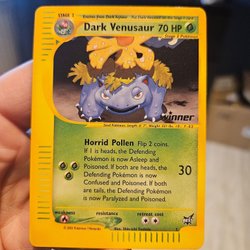 STAGE 2
Dark Venusaur 70 HP
winner
Horrid Pollen Flip 2 coins.
If 1 is heads, the Defending
Pokémon is now Asleep and
Poisoned. If both are heads,
the Defending Pokémon is now
Confused and Poisoned. If both
are tails, the Defending
Pokémon is now Paralyzed and Poisoned.
30
weakness resistance retreat cost